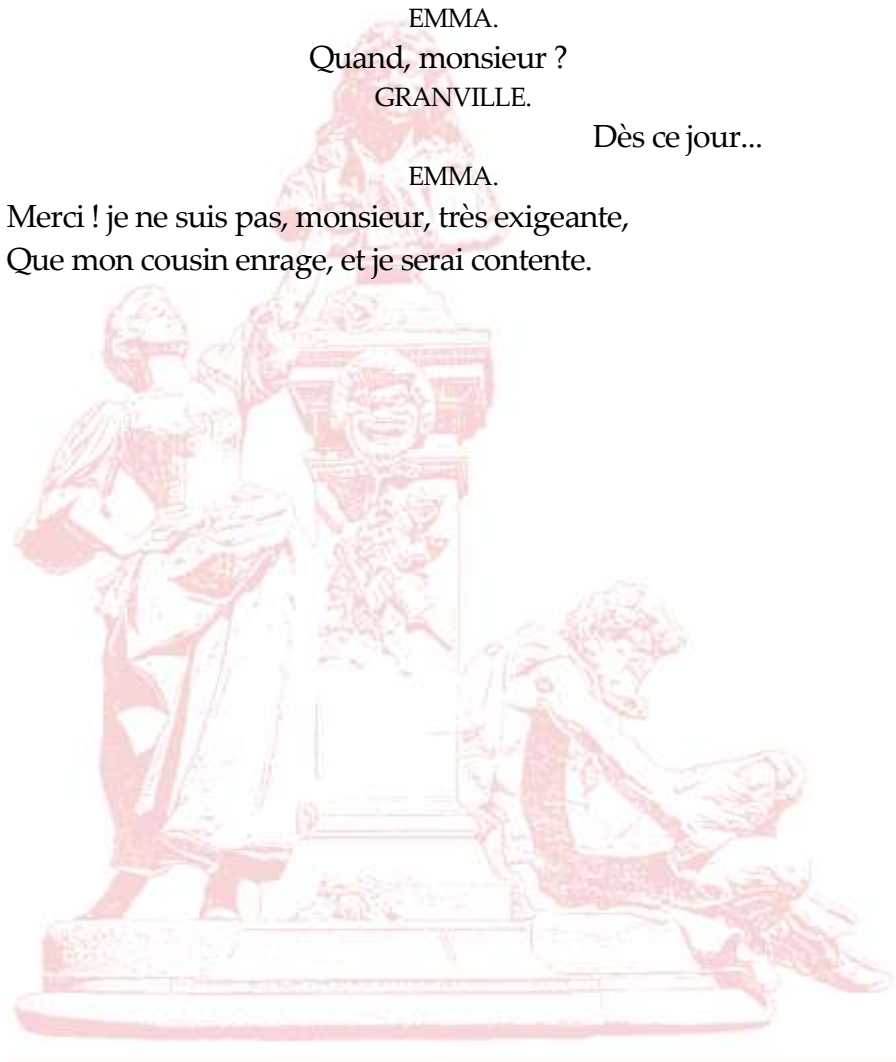 EMMA.
Quand, monsieur ?
GRANVILLE.
Dès ce jour...
EMMA.
Merci ! je ne suis pas, monsieur, très exigeante,
Que mon cousin enrage, et je serai contente.